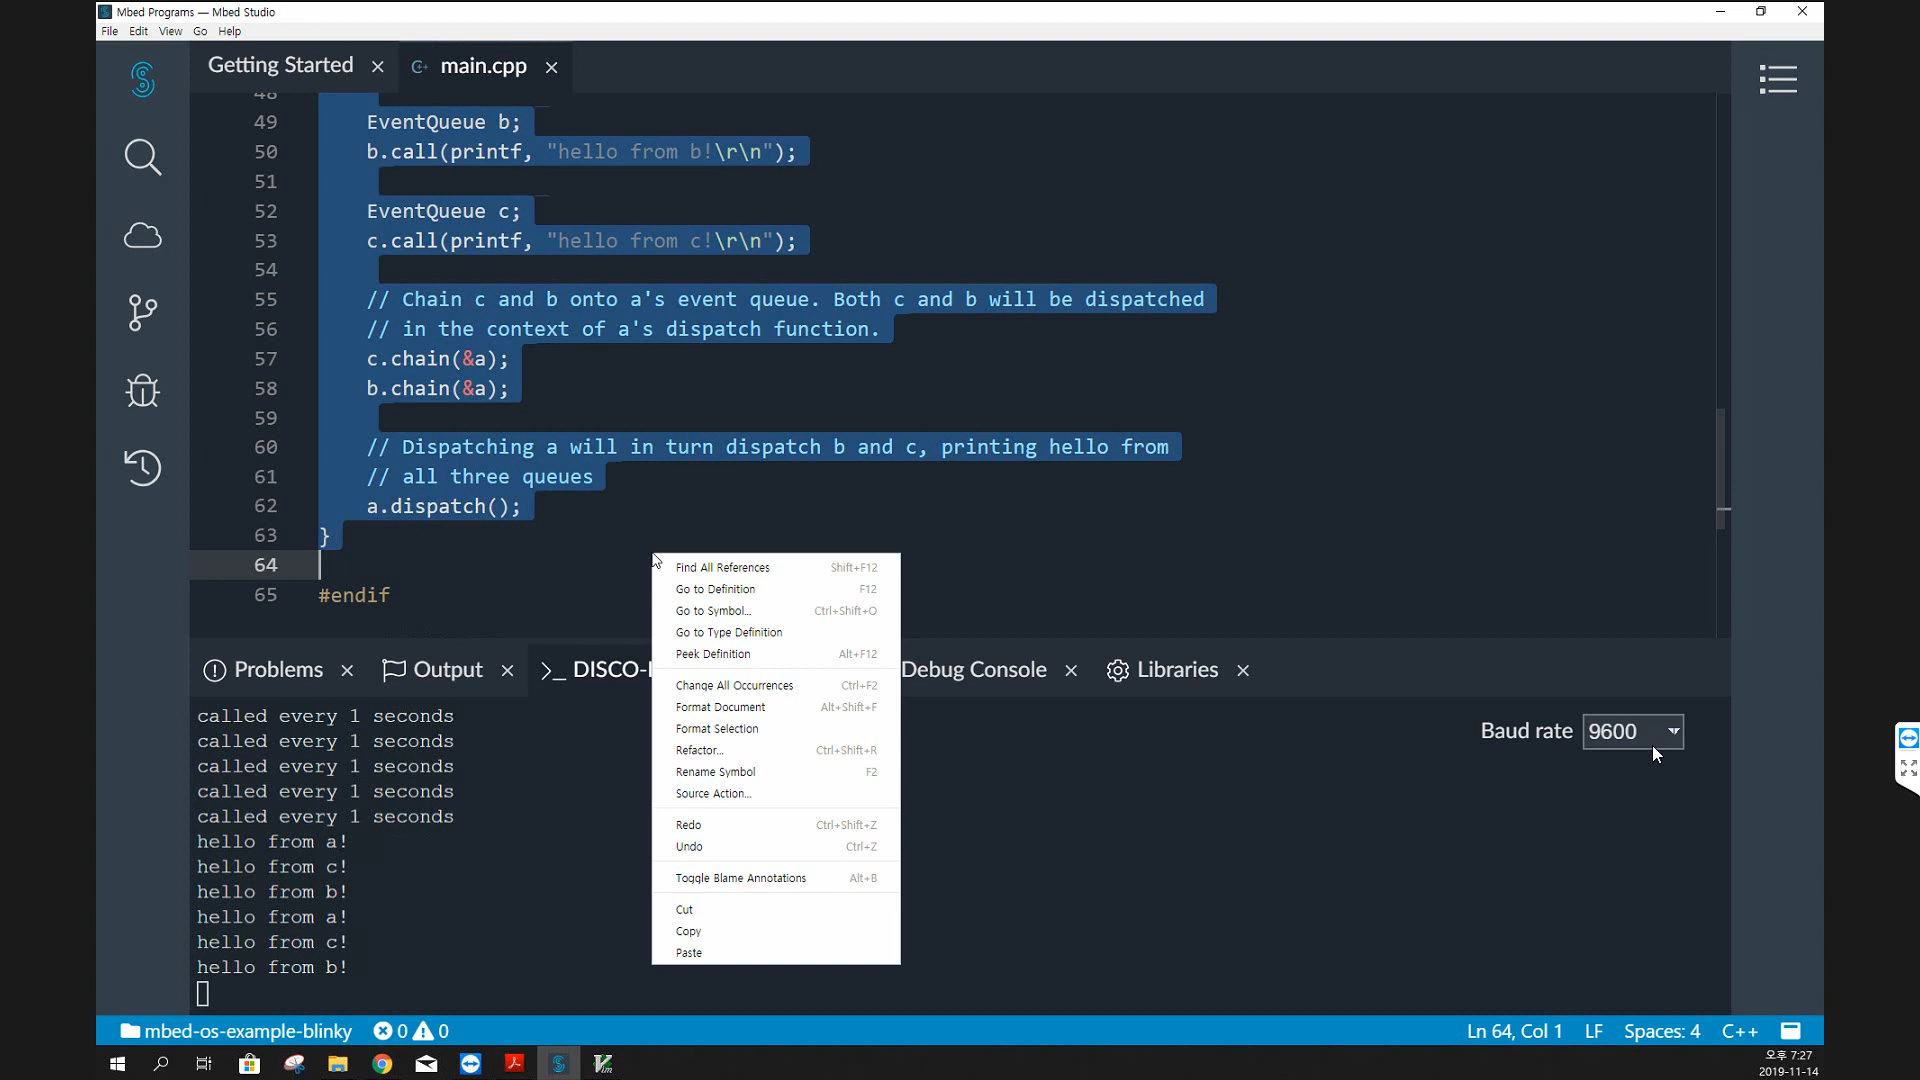 Mbed Programs — Mbed Studio
File Edit View Go Help
Getting Started × main.cpp ×
48
49 EventQueue b;
50 b.call(printf, "hello from b!\r\n");
51
52 EventQueue c;
53 c.call(printf, "hello from c!\r\n");
54
55 // Chain c and b onto a's event queue. Both c and b will be dispatched
56 // in the context of a's dispatch function.
57 c.chain(&a);
58 b.chain(&a);
59
60 // Dispatching a will in turn dispatch b and c, printing hello from
61 // all three queues
62 a.dispatch();
63 }
64
65 #endif
Find All References Shift+F12
Go to Definition F12
Go to Symbol... Ctrl+Shift+O
Go to Type Definition
Peek Definition Alt+F12
Change All Occurrences Ctrl+F2
Format Document Alt+Shift+F
Format Selection
Refactor... Ctrl+Shift+R
Rename Symbol F2
Source Action...
Redo Ctrl+Shift+Z
Undo Ctrl+Z
Toggle Blame Annotations Alt+B
Cut
Copy
Paste
Problems × Output × >_ DISCO- Debug Console × Libraries ×
called every 1 seconds
called every 1 seconds
called every 1 seconds
called every 1 seconds
called every 1 seconds
hello from a!
hello from c!
hello from b!
hello from a!
hello from c!
hello from b!
Baud rate 9600
mbed-os-example-blinky 0 0
Ln 64, Col 1 LF Spaces: 4 C++
오후 7:27
2019-11-14